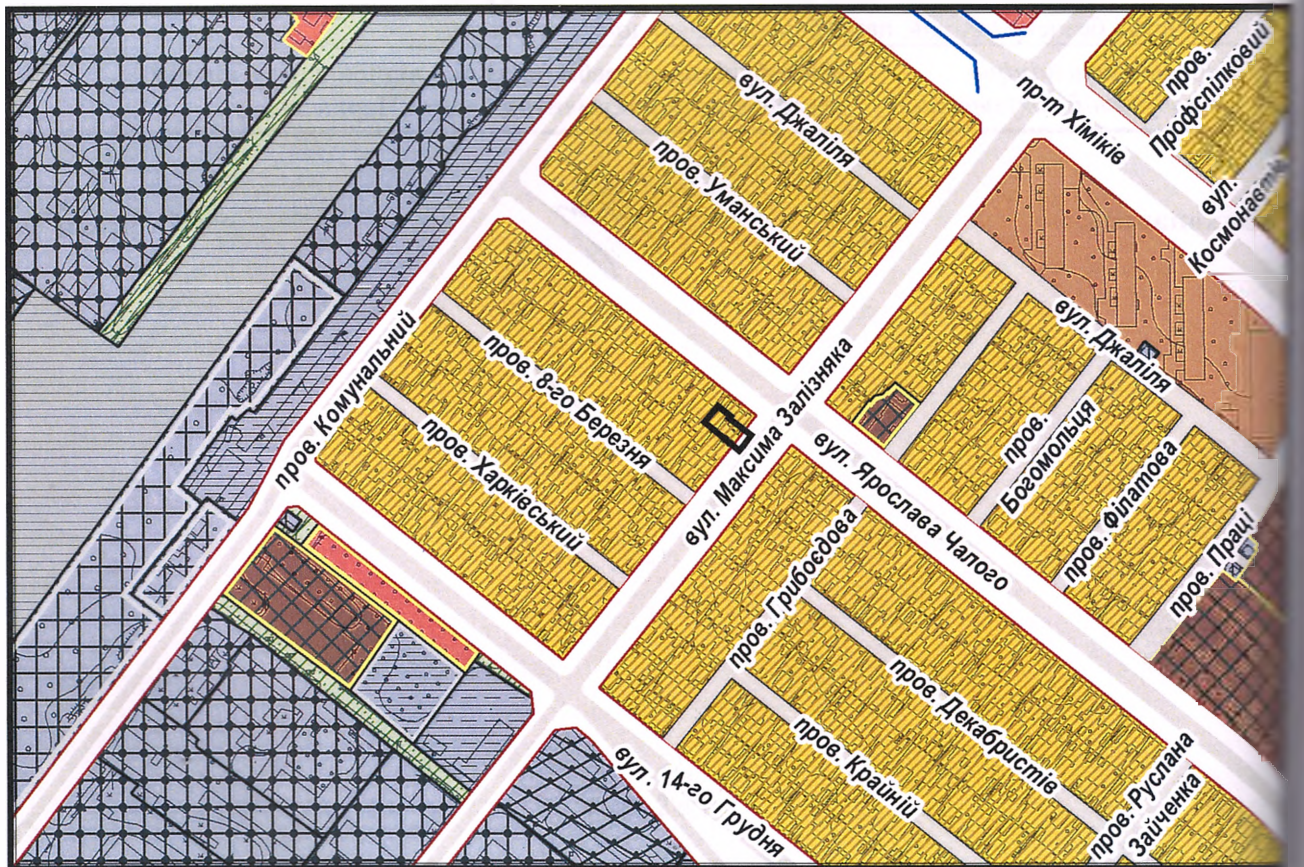 вул. Джаліля
пров. Уманський
пр-т Хіміків
пров.
Профспілковий
вул.
Космонавтів
пров. Комунальний
пров. 8-го Березня
пров. Харківський
вул. Максима Залізняка
вул. Джаліля
пров.
Богомольця
пров. Філатова
пров. Праці
вул. Ярослава Чалого
пров. Грибоєдова
пров. Декабристів
пров. Крайній
вул. 14-го Грудня
пров. Руслана
Зайченка